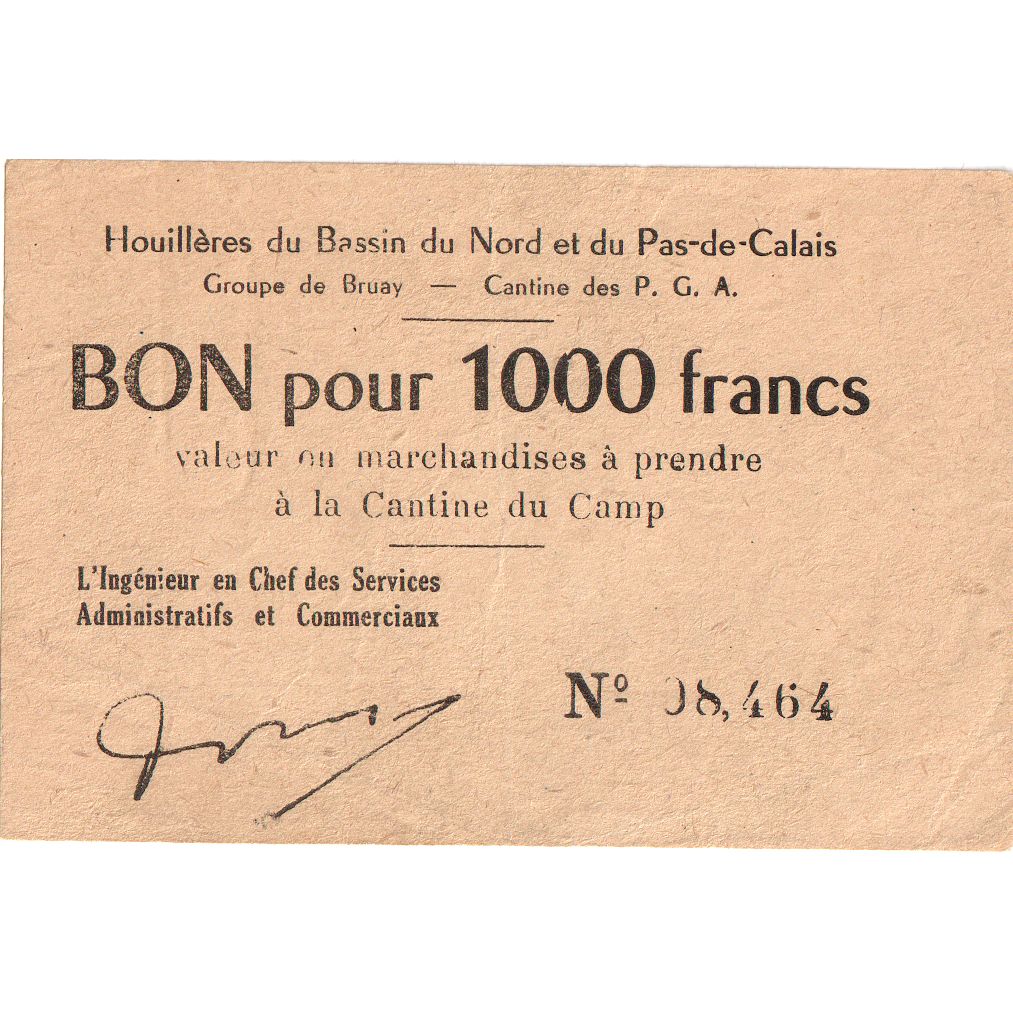 Houillères du Bassin du Nord et du Pas-de-Calais
Groupe de Bruay — Cantine des P. G. A.
BON pour 1000 francs
valeur en marchandises à prendre
à la Cantine du Camp
L'Ingénieur en Chef des Services
Administratifs et Commerciaux
Nº 08,464